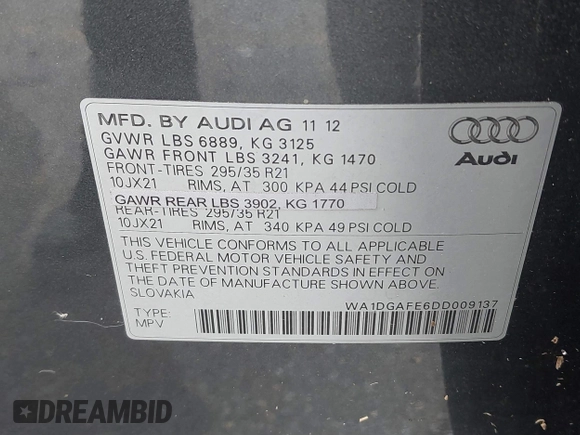 MFD. BY AUDI AG 11 12
GVWR LBS 6889, KG 3125
GAWR FRONT LBS 3241, KG 1470
FRONT-TIRES 295/35 R21
10JX21 RIMS, AT 300 KPA 44 PSI COLD
GAWR REAR LBS 3902, KG 1770
REAR-TIRES 295/35 R21
10JX21 RIMS, AT 340 KPA 49 PSI COLD
THIS VEHICLE CONFORMS TO ALL APPLICABLE
U.S. FEDERAL MOTOR VEHICLE SAFETY AND
THEFT PREVENTION STANDARDS IN EFFECT ON
THE DATE OF MANUFACTURE SHOWN ABOVE.
SLOVAKIA
WA1DGAFE6DD009137
TYPE:
MPV
Audi
DREAMBID